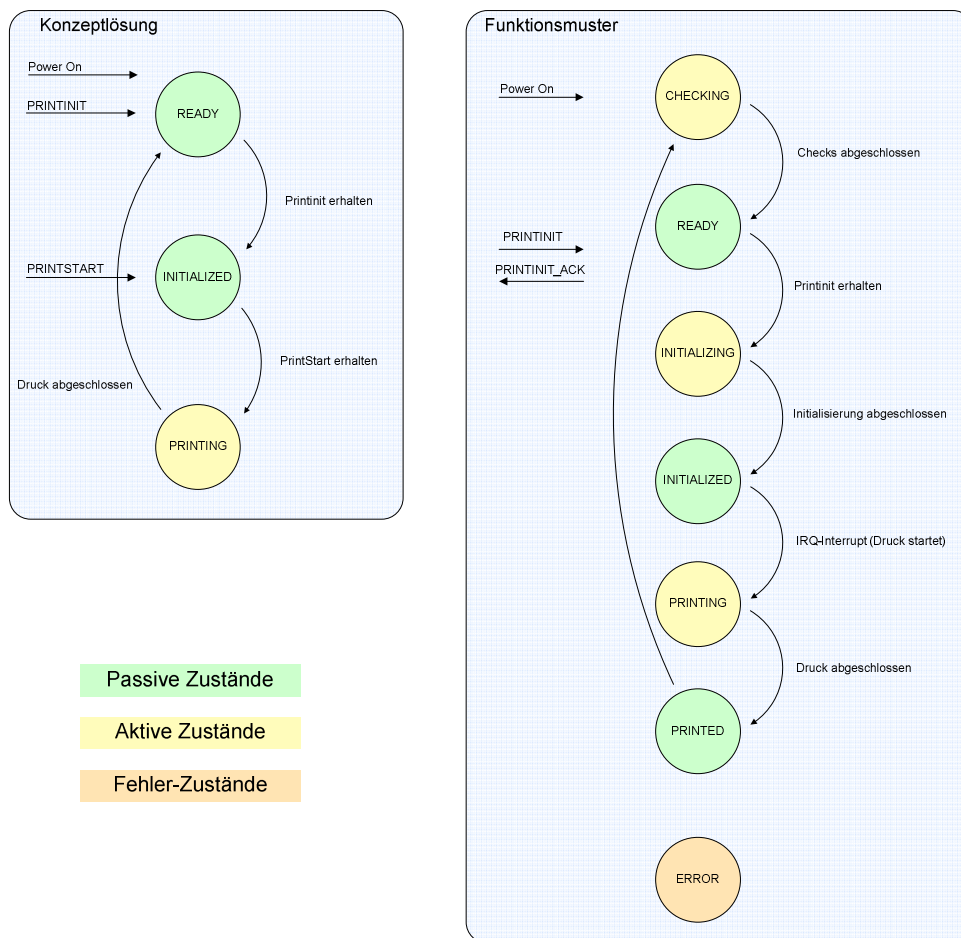 Konzeptlösung
Power On
PRINTINIT
READY
Printinit erhalten
PRINTSTART
INITIALIZED
PrintStart erhalten
Druck abgeschlossen
PRINTING
Passive Zustände
Aktive Zustände
Fehler-Zustände
Funktionsmuster
Power On
CHECKING
Checks abgeschlossen
READY
PRINTINIT
PRINTINIT_ACK
Printinit erhalten
INITIALIZING
Initialisierung abgeschlossen
INITIALIZED
IRQ-Interrupt (Druck startet)
PRINTING
Druck abgeschlossen
PRINTED
ERROR